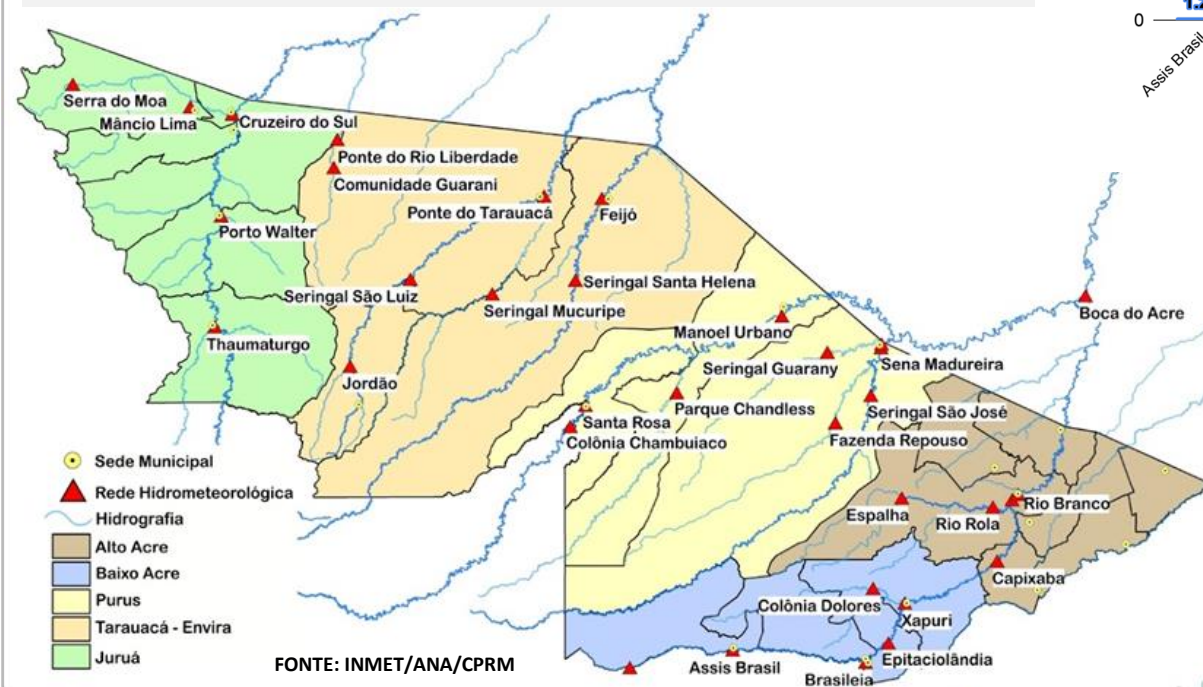 1.2
0
Assis Brasil
Serra do Moa
Mâncio Lima
Cruzeiro do Sul
Ponte do Rio Liberdade
Comunidade Guarani
Ponte do Tarauacá
Feijó
Porto Walter
Seringal São Luiz
Seringal Santa Helena
Seringal Mucuripe
Thaumaturgo
Jordão
Manoel Urbano
Boca do Acre
Seringal Guarany
Sena Madureira
Parque Chandless
Seringal São José
Santa Rosa
Colônia Chambuiaco
Fazenda Repouso
Espalha
Rio Rola
Rio Branco
Capixaba
Colônia Dolores
Xapuri
Epitaciolândia
Assis Brasil
Brasileia
Sede Municipal
Rede Hidrometeorológica
Hidrografia
Alto Acre
Baixo Acre
Purus
Tarauacá - Envira
Juruá
FONTE: INMET/ANA/CPRM